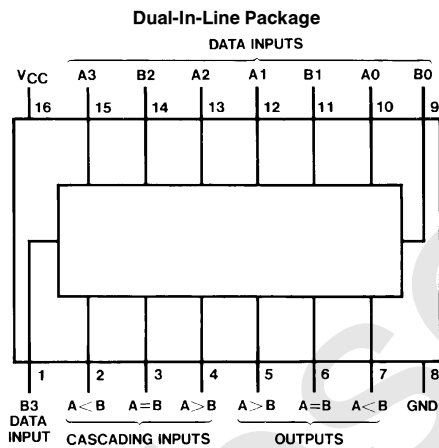 Dual-In-Line Package
DATA INPUTS
VCC A3 B2 A2 A1 B1 A0 B0
16 15 14 13 12 11 10 9
1 2 3 4 5 6 7 8
B3 A<B A=B A>B A>B A=B A<B GND
DATA
INPUT CASCADING INPUTS OUTPUTS